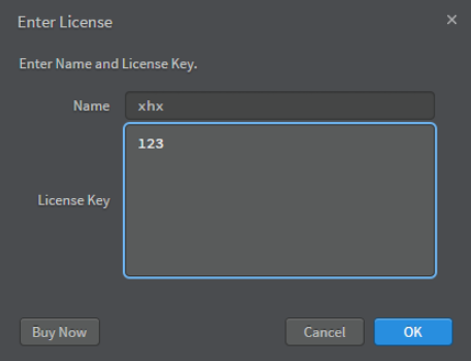 Enter License
Enter Name and License Key.
Name xhx
License Key 123
Buy Now Cancel OK